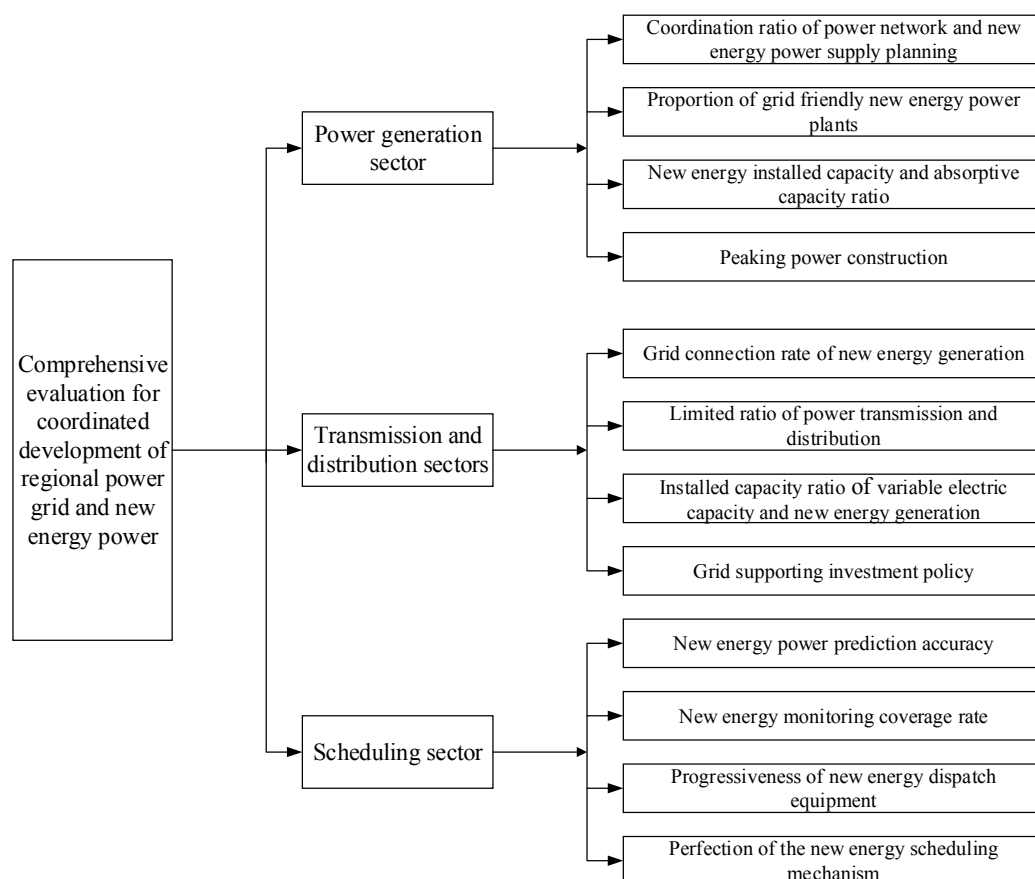 Comprehensive
evaluation for
coordinated
development of
regional power
grid and new
energy power
Power generation
sector
Coordination ratio of power network and new
energy power supply planning
Proportion of grid friendly new energy power
plants
New energy installed capacity and absorptive
capacity ratio
Peaking power construction
Transmission and
distribution sectors
Grid connection rate of new energy generation
Limited ratio of power transmission and
distribution
Installed capacity ratio of variable electric
capacity and new energy generation
Grid supporting investment policy
Scheduling sector
New energy power prediction accuracy
New energy monitoring coverage rate
Progressiveness of new energy dispatch
equipment
Perfection of the new energy scheduling
mechanism